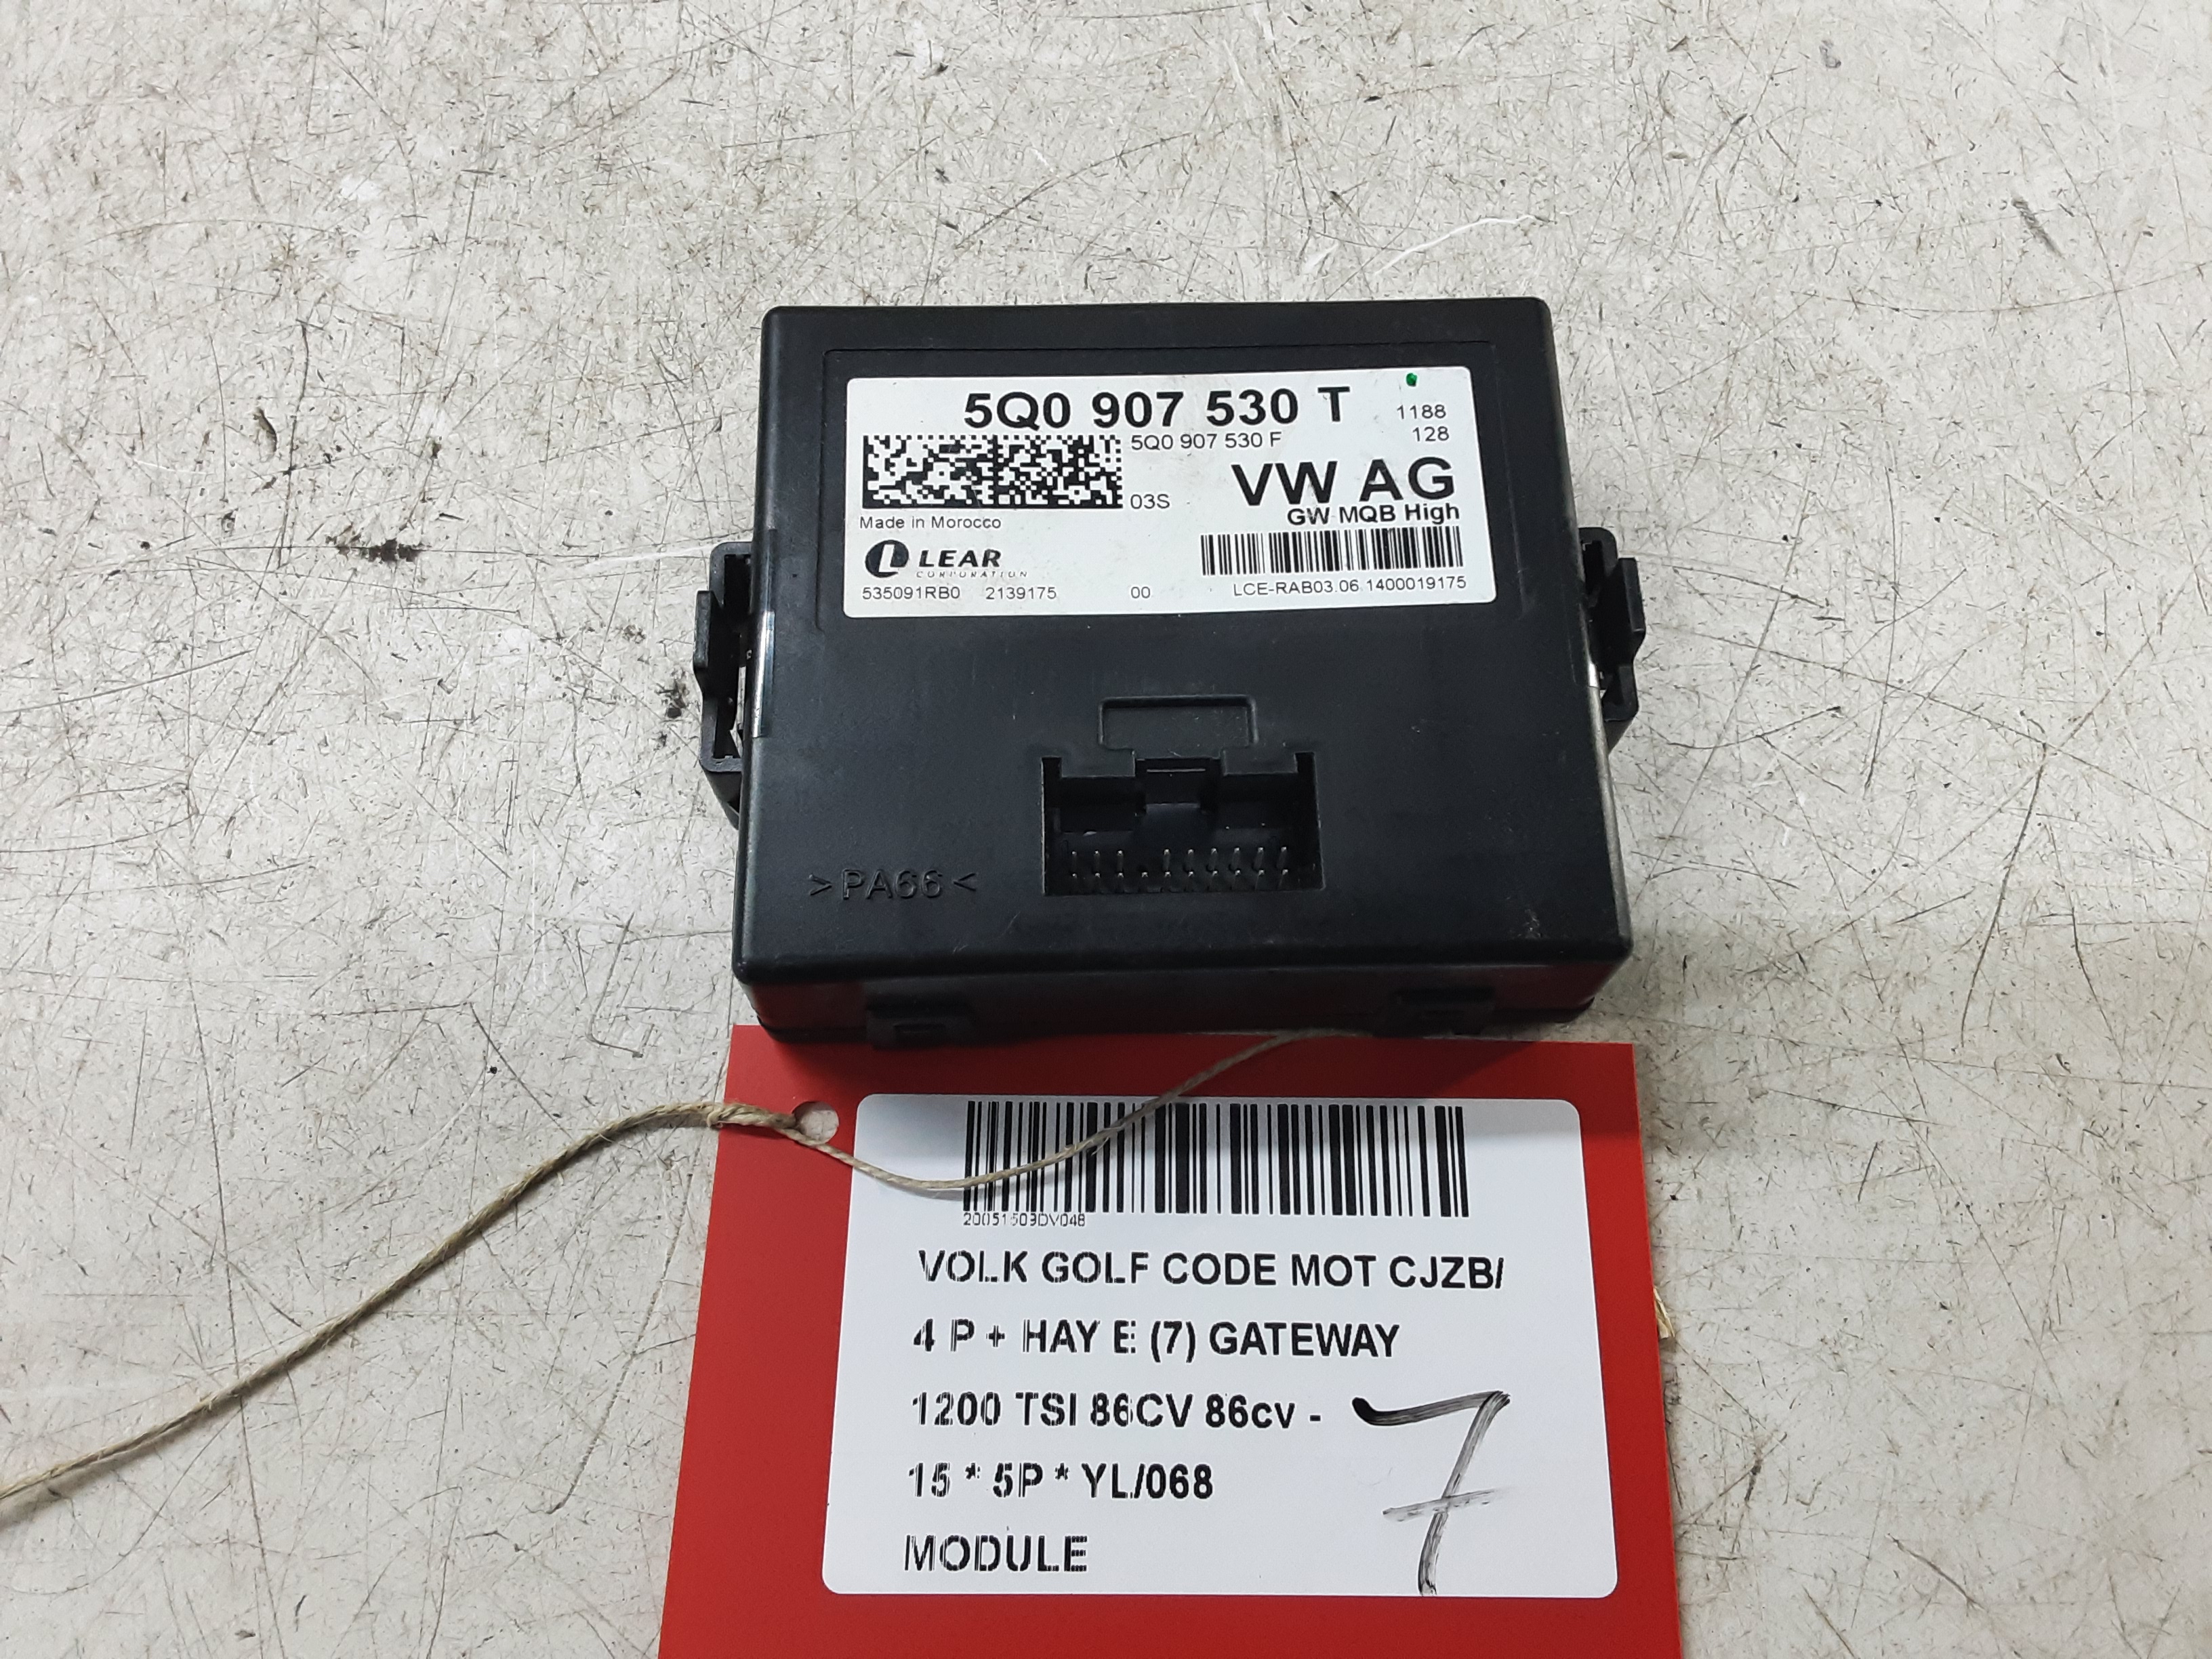 5Q0 907 530 T
1188
5Q0 907 530 F
128
VW AG
03S
GW MQB High
Made in Morocco
LEAR
CORPORATION
535091RB0 2139175 00 LCE-RAB03.06.1400019175
>PA66<
20051509DV048
VOLK GOLF CODE MOT CJZB/
4 P + HAY E (7) GATEWAY
1200 TSI 86CV 86cv -
15 * 5P * YL/068
MODULE
7